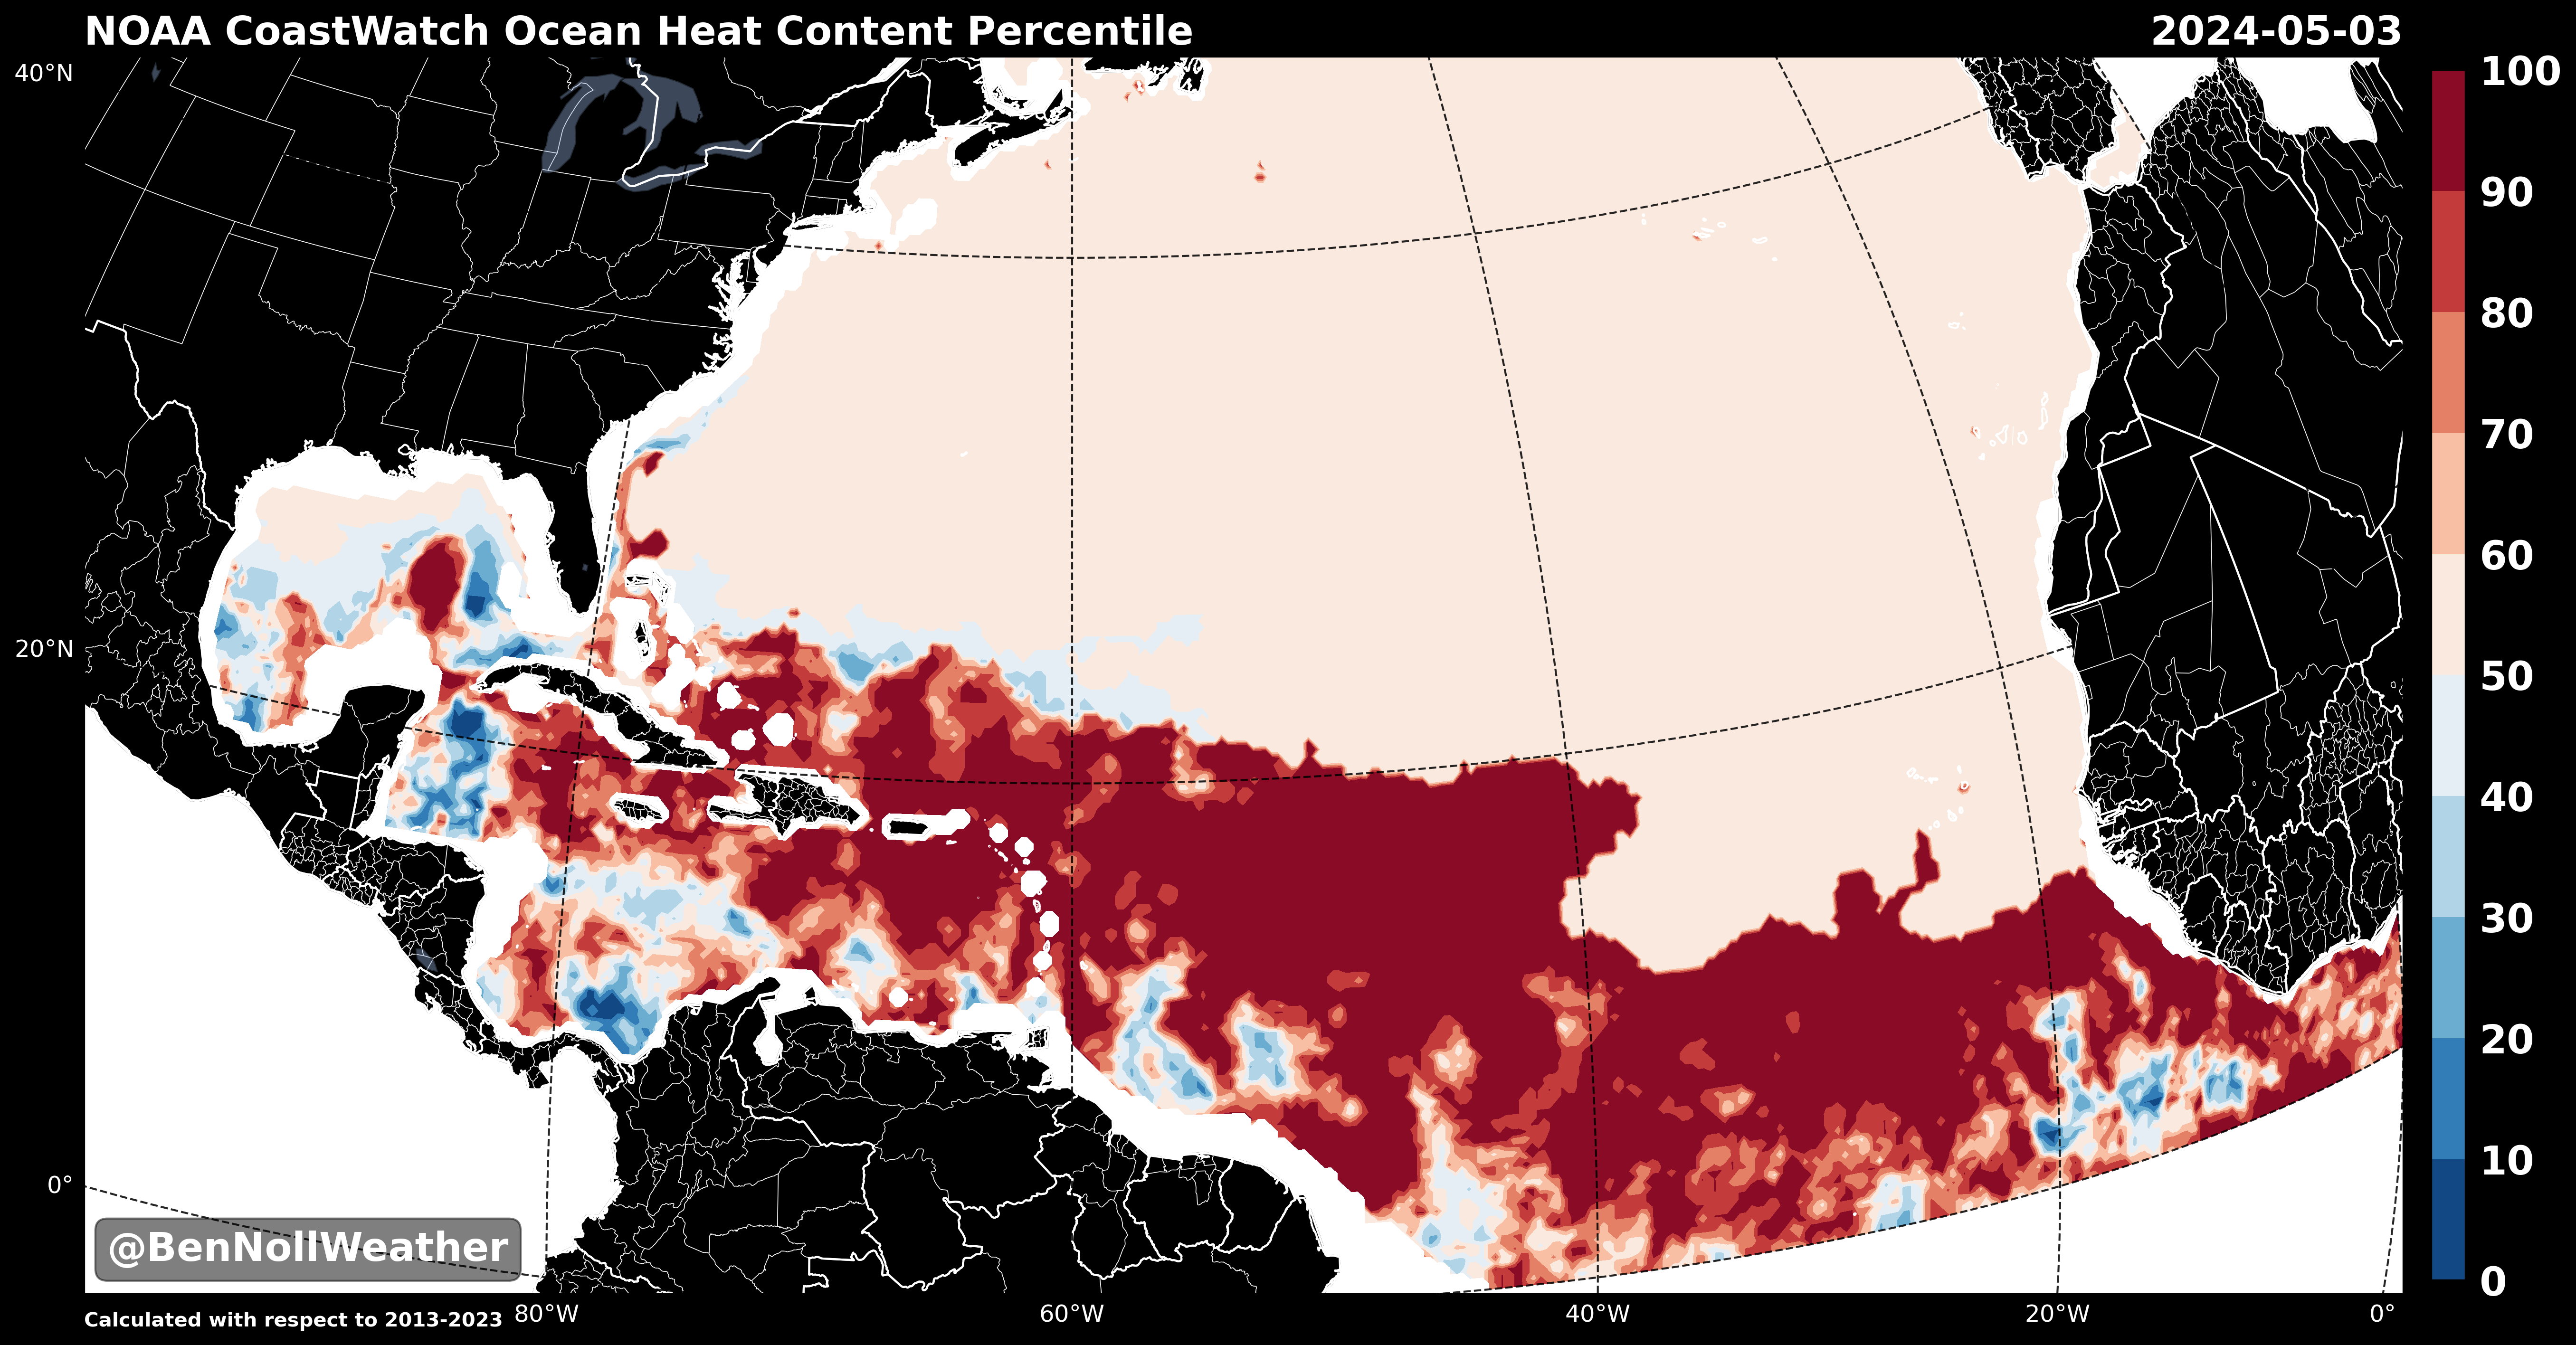 NOAA CoastWatch Ocean Heat Content Percentile 2024-05-03
40°N
20°N
0°
100
90
80
70
60
50
40
30
20
10
0
@BenNollWeather
Calculated with respect to 2013-2023
80°W 60°W 40°W 20°W 0°